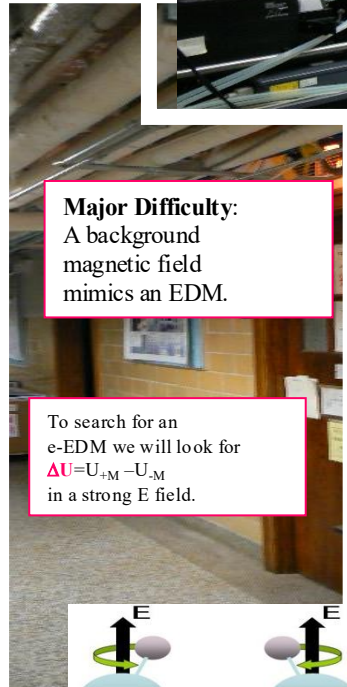 Major Difficulty:
A background
magnetic field
mimics an EDM.
To search for an
e-EDM we will look for
ΔU=U+M –U-M
in a strong E field.
E E